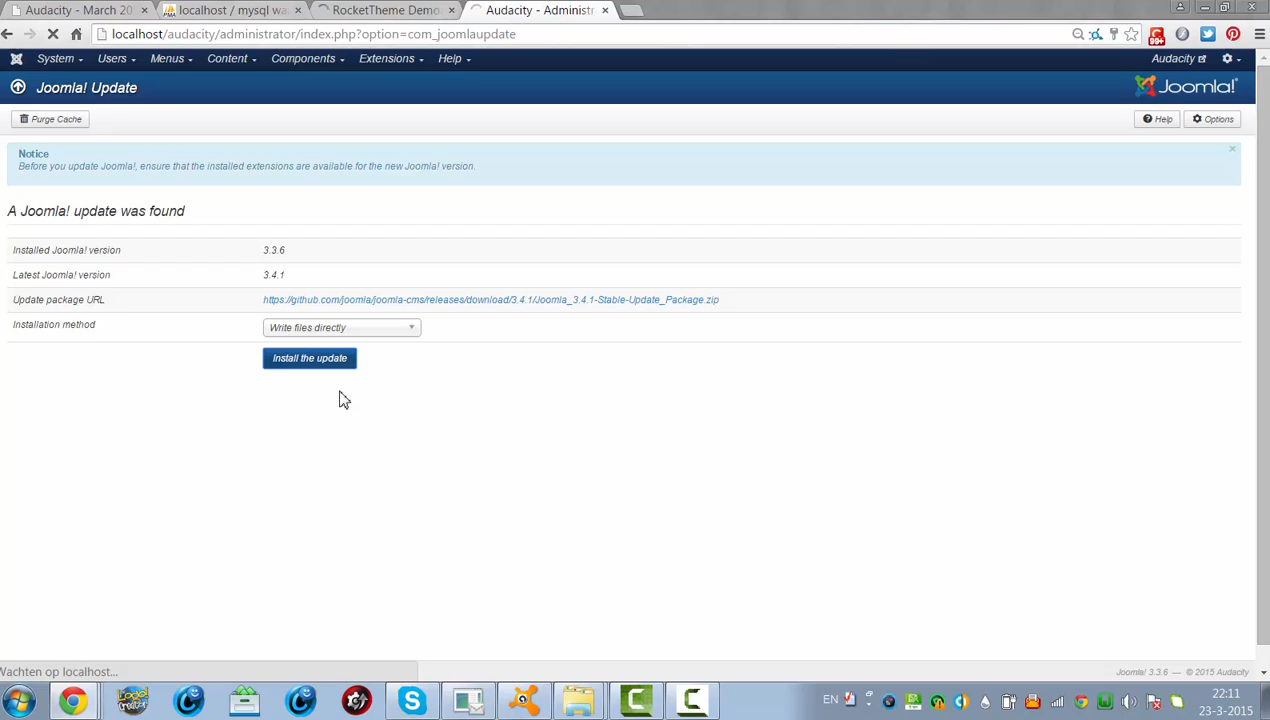 Audacity - March 20
localhost / mysql wa
RocketTheme Demo
Audacity - Administ
localhost/audacity/administrator/index.php?option=com_joomlaupdate
99+
System Users Menus Content Components Extensions Help
Audacity
Joomla! Update
Joomla!
Purge Cache
Help
Options
Notice
Before you update Joomla!, ensure that the installed extensions are available for the new Joomla! version.
A Joomla! update was found
Installed Joomla! version 3.3.6
Latest Joomla! version 3.4.1
Update package URL https://github.com/joomla/joomla-cms/releases/download/3.4.1/Joomla_3.4.1-Stable-Update_Package.zip
Installation method Write files directly
Install the update
Wachten op localhost...
Joomla! 3.3.6 — © 2015 Audacity
EN
22:11
23-3-2015